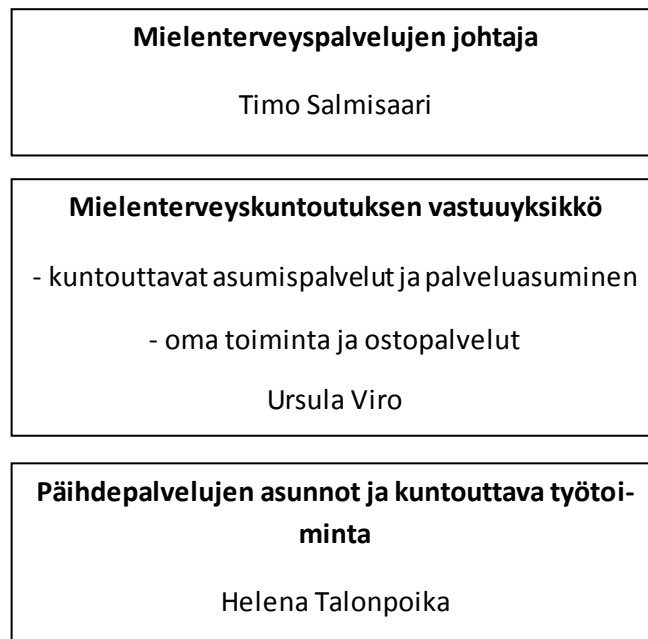 Mielenterveyspalvelujen johtaja
Timo Salmisaari
Mielenterveyskuntoutuksen vastuuyksikkö
- kuntouttavat asumispalvelut ja palveluasuminen
- oma toiminta ja ostopalvelut
Ursula Viro
Päihdepalvelujen asunnot ja kuntouttava työtoi-
minta
Helena Talonpoika